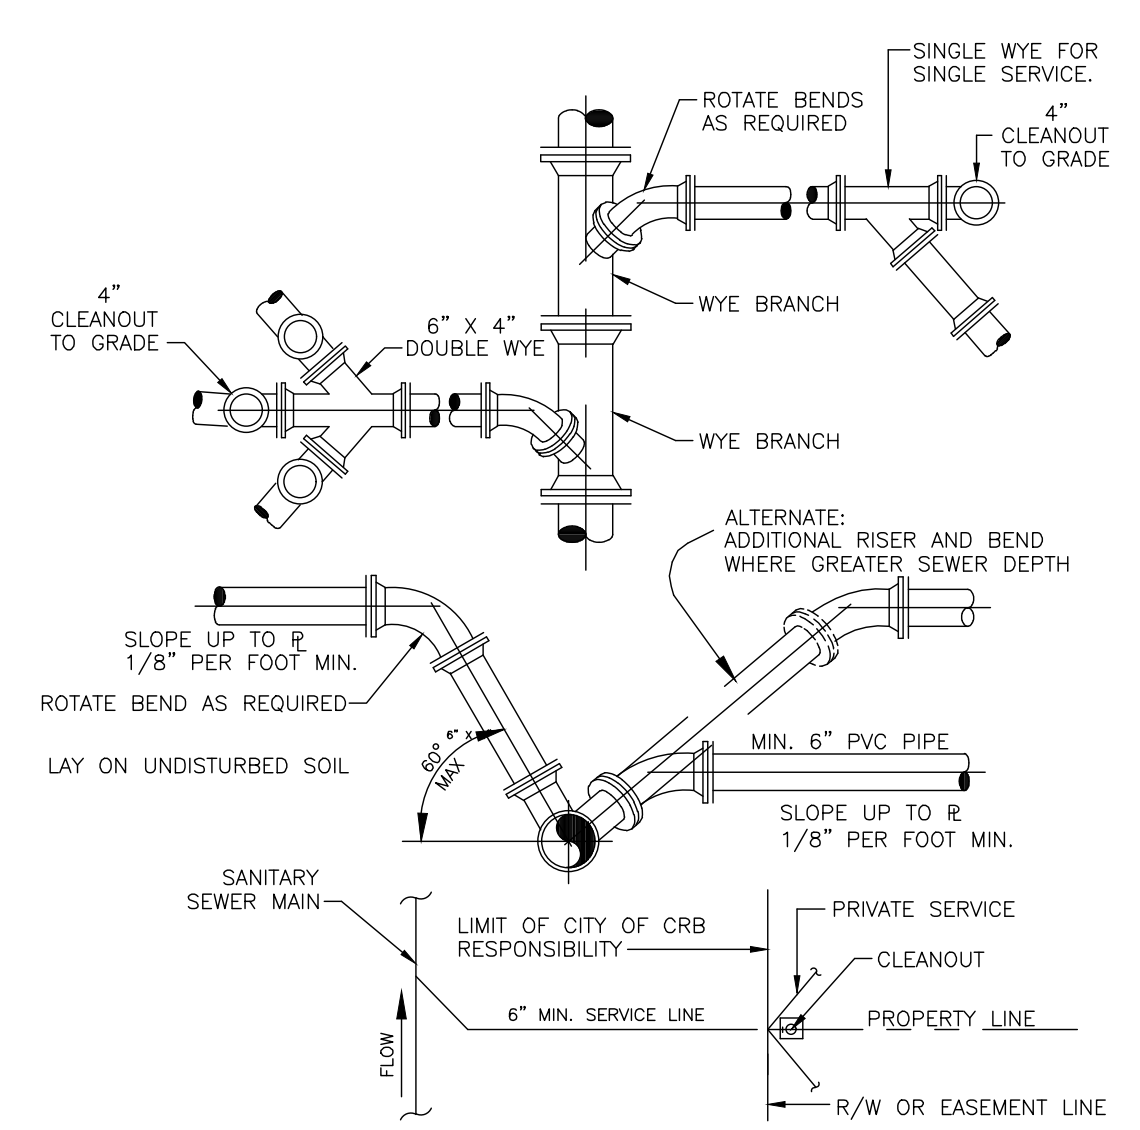 SINGLE WYE FOR
SINGLE SERVICE.
ROTATE BENDS
AS REQUIRED
4"
CLEANOUT
TO GRADE
4"
CLEANOUT
TO GRADE
6" X 4"
DOUBLE WYE
WYE BRANCH
WYE BRANCH
ALTERNATE:
ADDITIONAL RISER AND BEND
WHERE GREATER SEWER DEPTH
SLOPE UP TO ⅊
1/8" PER FOOT MIN.
ROTATE BEND AS REQUIRED
6" X
60°
MAX
LAY ON UNDISTURBED SOIL
MIN. 6" PVC PIPE
SLOPE UP TO ⅊
1/8" PER FOOT MIN.
SANITARY
SEWER MAIN
LIMIT OF CITY OF CRB
RESPONSIBILITY
PRIVATE SERVICE
CLEANOUT
6" MIN. SERVICE LINE
PROPERTY LINE
FLOW
R/W OR EASEMENT LINE